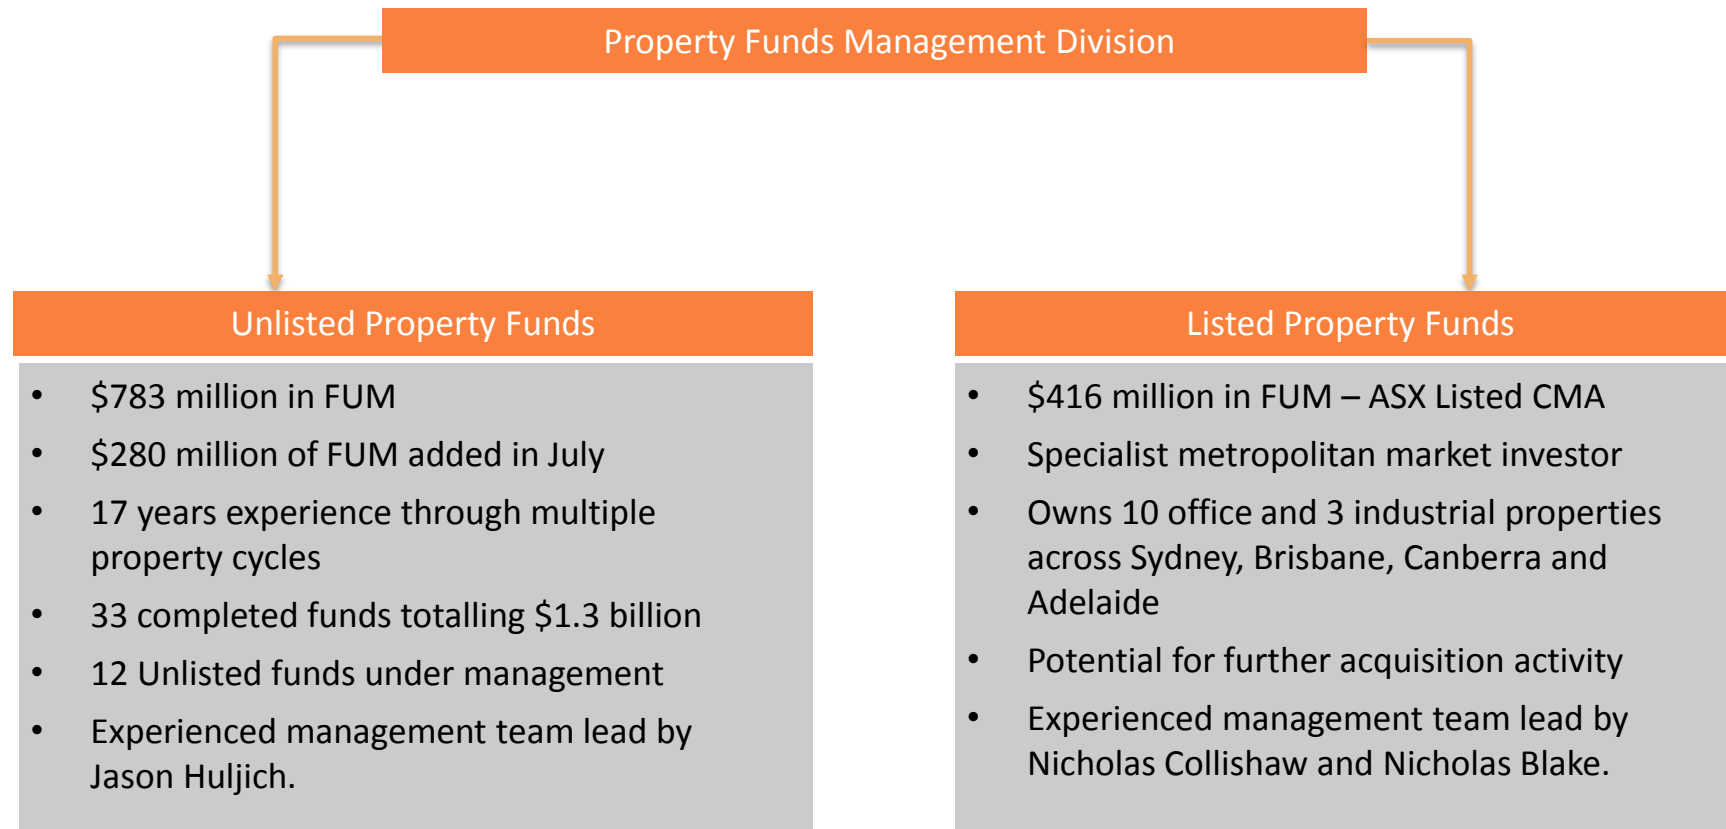 Property Funds Management Division
Unlisted Property Funds
• $783 million in FUM
• $280 million of FUM added in July
• 17 years experience through multiple
property cycles
• 33 completed funds totalling $1.3 billion
• 12 Unlisted funds under management
• Experienced management team lead by
Jason Huljich.
Listed Property Funds
• $416 million in FUM – ASX Listed CMA
• Specialist metropolitan market investor
• Owns 10 office and 3 industrial properties
across Sydney, Brisbane, Canberra and
Adelaide
• Potential for further acquisition activity
• Experienced management team lead by
Nicholas Collishaw and Nicholas Blake.